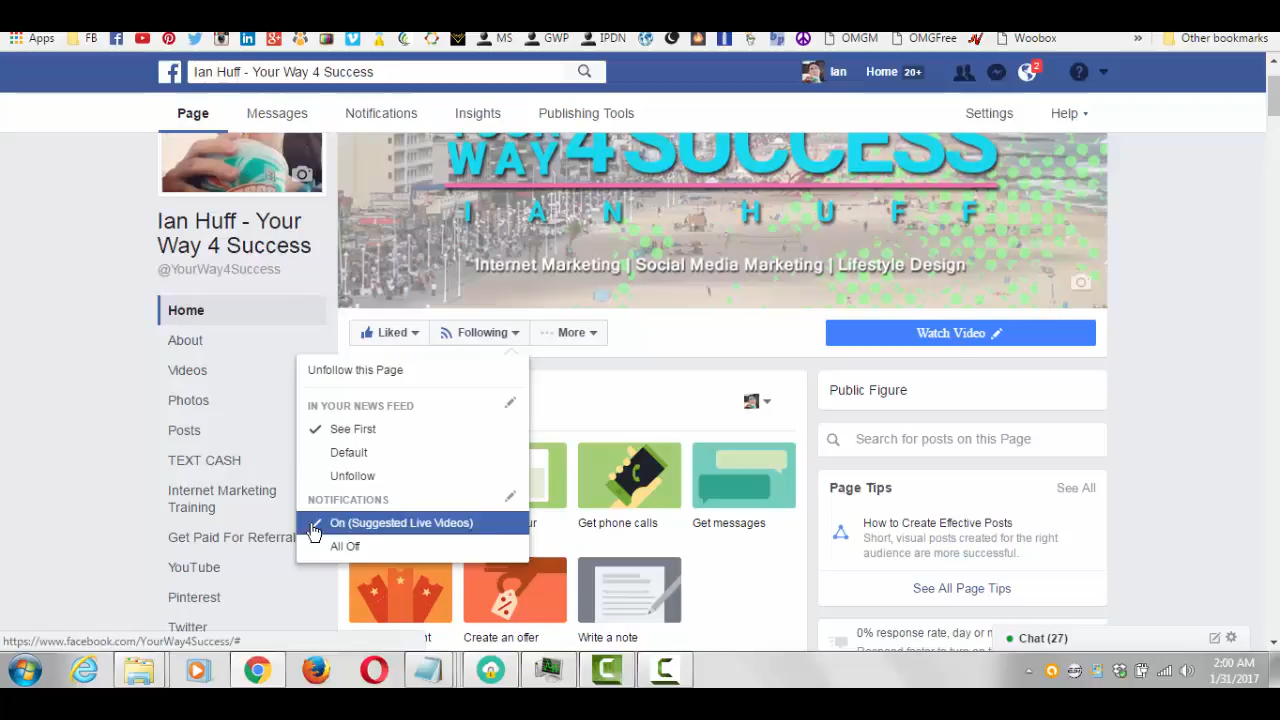 Apps FB MS GWP IPDN OMGM OMGFree Woobox » Other bookmarks
Ian Huff - Your Way 4 Success Ian Home 20+ 2
Page Messages Notifications Insights Publishing Tools Settings Help
WAY 4 SUCCESS
IAN HUFF
Internet Marketing | Social Media Marketing | Lifestyle Design
Ian Huff - Your
Way 4 Success
@YourWay4Success
Home
About
Videos
Photos
Posts
TEXT CASH
Internet Marketing
Training
Get Paid For Referral
YouTube
Pinterest
Twitter
Liked Following ... More Watch Video
Unfollow this Page
IN YOUR NEWS FEED
See First
Default
Unfollow
NOTIFICATIONS
On (Suggested Live Videos)
All Off
Get phone calls Get messages
Create an offer Write a note
Public Figure
Search for posts on this Page
Page Tips See All
How to Create Effective Posts
Short, visual posts created for the right
audience are more successful.
See All Page Tips
0% response rate, day or
Chat (27)
https://www.facebook.com/YourWay4Success/#
2:00 AM
1/31/2017